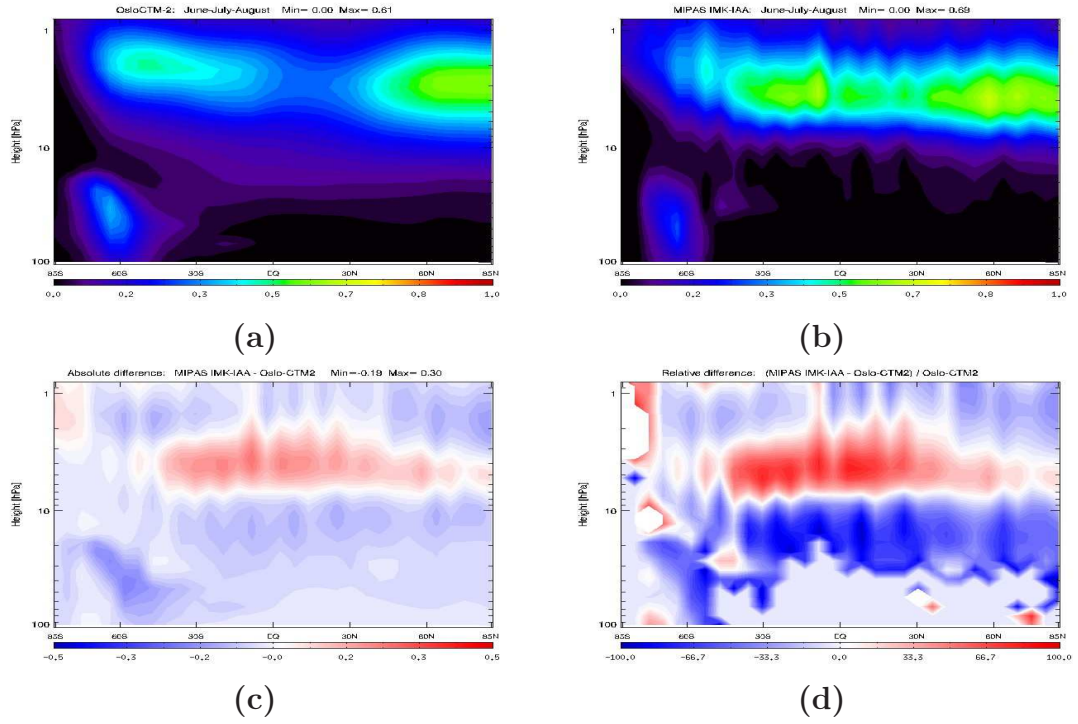 OsloCTM-2: June-July-August Min= 0.00 Max= 0.61
Height [hPa]
1
10
100
85S 60S 30S EQ 30N 60N 85N
0.0 0.2 0.3 0.5 0.7 0.8 1.0
(a)
MIPAS IMK-IAA: June-July-August Min= 0.00 Max= 0.69
Height [hPa]
1
10
100
85S 60S 30S EQ 30N 60N 85N
0.0 0.2 0.3 0.5 0.7 0.8 1.0
(b)
Absolute difference: MIPAS IMK-IAA - Oslo-CTM2 Min=-0.19 Max= 0.30
Height [hPa]
1
10
100
85S 60S 30S EQ 30N 60N 85N
-0.5 -0.3 -0.2 -0.0 0.2 0.3 0.5
(c)
Relative difference: (MIPAS IMK-IAA - Oslo-CTM2) / Oslo-CTM2
Height [hPa]
1
10
100
85S 60S 30S EQ 30N 60N 85N
-100.0 -66.7 -33.3 0.0 33.3 66.7 100.0
(d)